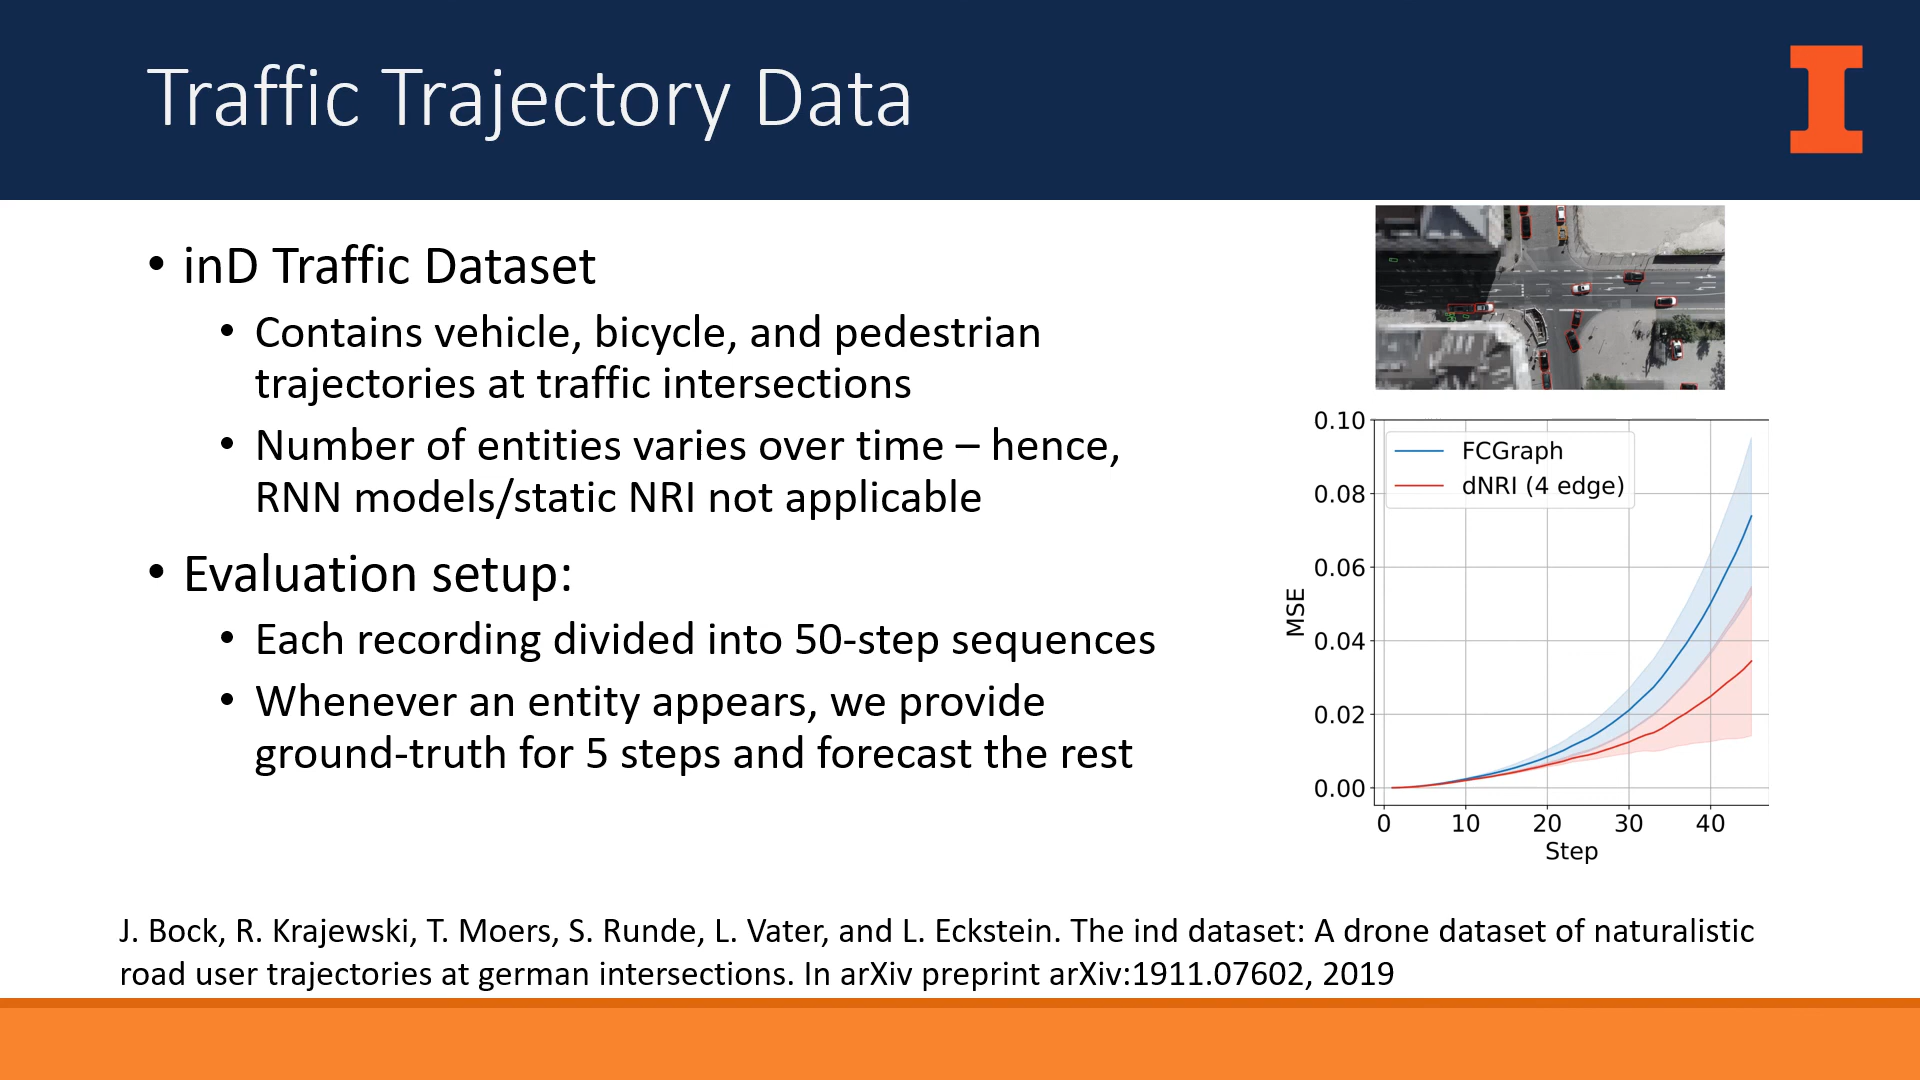 Traffic Trajectory Data
• inD Traffic Dataset
• Contains vehicle, bicycle, and pedestrian
trajectories at traffic intersections
• Number of entities varies over time – hence,
RNN models/static NRI not applicable
• Evaluation setup:
• Each recording divided into 50-step sequences
• Whenever an entity appears, we provide
ground-truth for 5 steps and forecast the rest
0.10
0.08
0.06
0.04
0.02
0.00
MSE
FCGraph
dNRI (4 edge)
0 10 20 30 40
Step
J. Bock, R. Krajewski, T. Moers, S. Runde, L. Vater, and L. Eckstein. The ind dataset: A drone dataset of naturalistic
road user trajectories at german intersections. In arXiv preprint arXiv:1911.07602, 2019